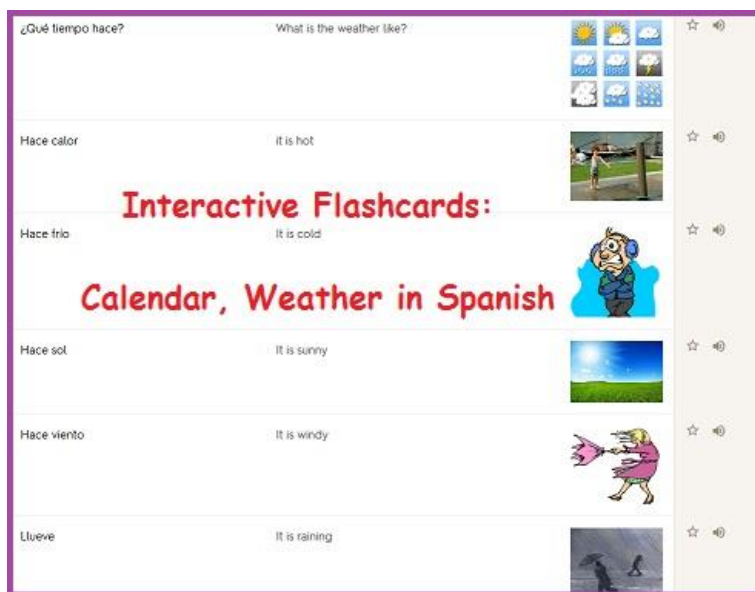 ¿Qué tiempo hace? What is the weather like?
Hace calor it is hot
Interactive Flashcards:
Hace frío It is cold
Calendar, Weather in Spanish
Hace sol It is sunny
Hace viento It is windy
Llueve It is raining